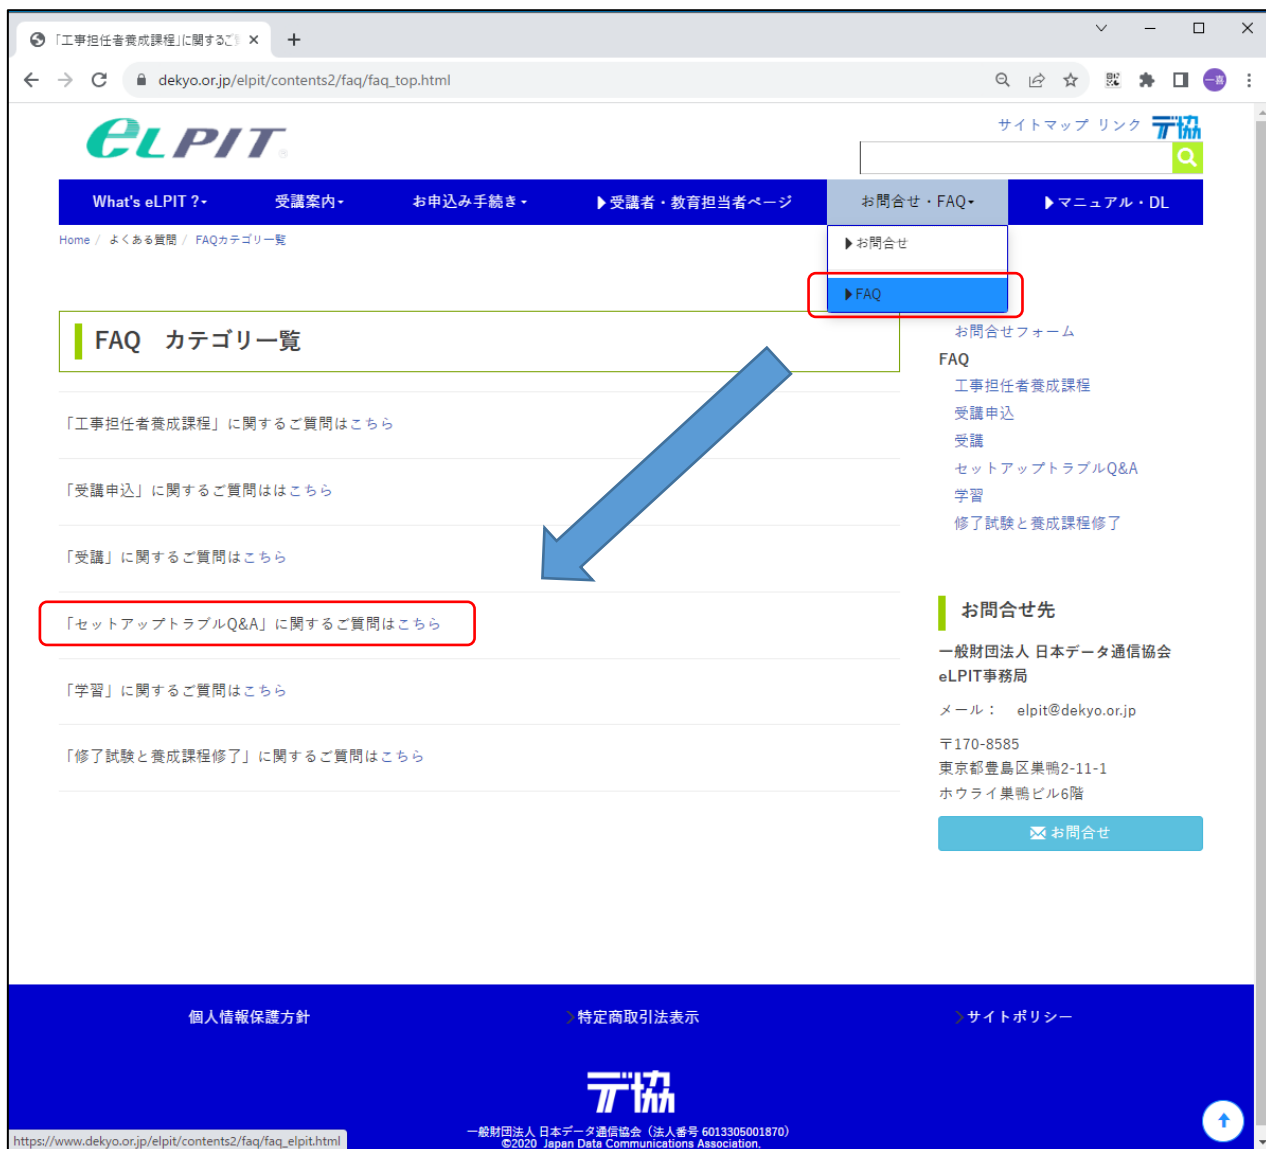 「工事担任者養成課程」に関するご
dekyo.or.jp/elpit/contents2/faq/faq_top.html
一喜
eLPIT®
サイトマップ リンク デ協
What's eLPIT ? 受講案内 お申込み手続き 受講者・教育担当者ページ お問合せ・FAQ マニュアル・DL
Home / よくある質問 / FAQカテゴリ一覧
お問合せ
FAQ
FAQ カテゴリ一覧
「工事担任者養成課程」に関するご質問はこちら
「受講申込」に関するご質問ははこちら
「受講」に関するご質問はこちら
「セットアップトラブルQ&A」に関するご質問はこちら
「学習」に関するご質問はこちら
「修了試験と養成課程修了」に関するご質問はこちら
お問合せフォーム
FAQ
工事担任者養成課程
受講申込
受講
セットアップトラブルQ&A
学習
修了試験と養成課程修了
お問合せ先
一般財団法人 日本データ通信協会
eLPIT事務局
メール： elpit@dekyo.or.jp
〒170-8585
東京都豊島区巣鴨2-11-1
ホウライ巣鴨ビル6階
お問合せ
個人情報保護方針 特定商取引法表示 サイトポリシー
デ協
一般財団法人 日本データ通信協会（法人番号 6013305001870）
©2020 Japan Data Communications Association.
https://www.dekyo.or.jp/elpit/contents2/faq/faq_elpit.html